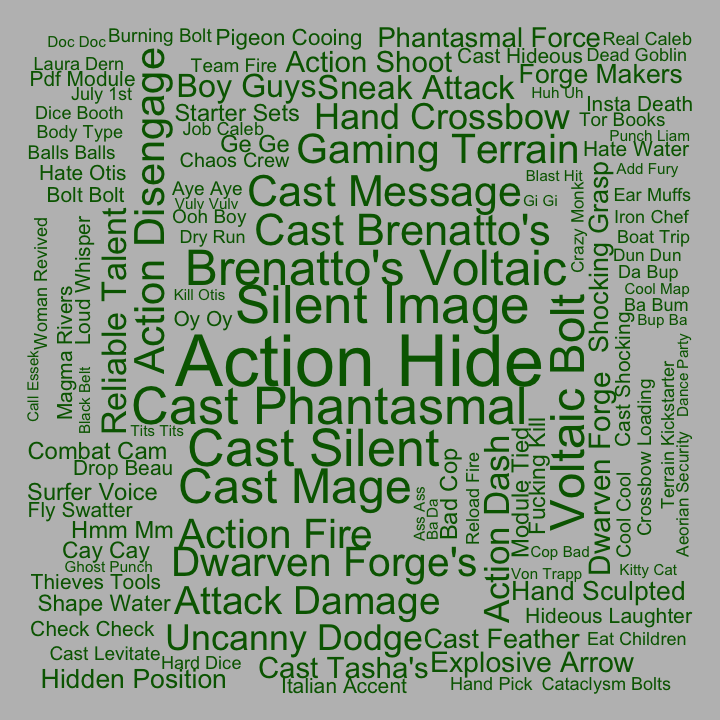 Doc Doc
Burning Bolt
Pigeon Cooing
Phantasmal Force
Real Caleb
Laura Dern
Team Fire
Action Shoot
Cast Hideous
Dead Goblin
Pdf Module
Boy Guys
Sneak Attack
Forge Makers
July 1st
Huh Uh
Dice Booth
Starter Sets
Hand Crossbow
Insta Death
Tor Books
Body Type
Job Caleb
Punch Liam
Balls Balls
Ge Ge
Gaming Terrain
Hate Water
Chaos Crew
Hate Otis
Blast Hit
Add Fury
Bolt Bolt
Aye Aye
Cast Message
Gi Gi
Ear Muffs
Vuly Vulv
Ooh Boy
Iron Chef
Dry Run
Cast Brenatto's
Crazy Monk
Boat Trip
Dun Dun
Brenatto's Voltaic
Da Bup
Action Disengage
Reliable Talent
Loud Whisper
Woman Revived
Shocking Grasp
Kill Otis
Cool Map
Oy Oy
Silent Image
Ba Bum
Bup Ba
Magma Rivers
Call Essek
Black Belt
Action Hide
Voltaic Bolt
Cast Shocking
Dance Party
Cast Phantasmal
Tits Tits
Combat Cam
Cast Silent
Drop Beau
Surfer Voice
Cast Mage
Fly Swatter
Ass Ass
Ba Da
Bad Cop
Reload Fire
Action Dash
Module Tied
Fucking Kill
Dwarven Forge
Cool Cool
Crossbow Loading
Terrain Kickstarter
Aeorian Security
Hmm Mm
Action Fire
Cay Cay
Cop Bad
Ghost Punch
Dwarven Forge's
Von Trapp
Kitty Cat
Thieves Tools
Hand Sculpted
Shape Water
Attack Damage
Hideous Laughter
Check Check
Uncanny Dodge
Cast Feather
Eat Children
Cast Levitate
Hard Dice
Cast Tasha's
Explosive Arrow
Hidden Position
Italian Accent
Hand Pick
Cataclysm Bolts